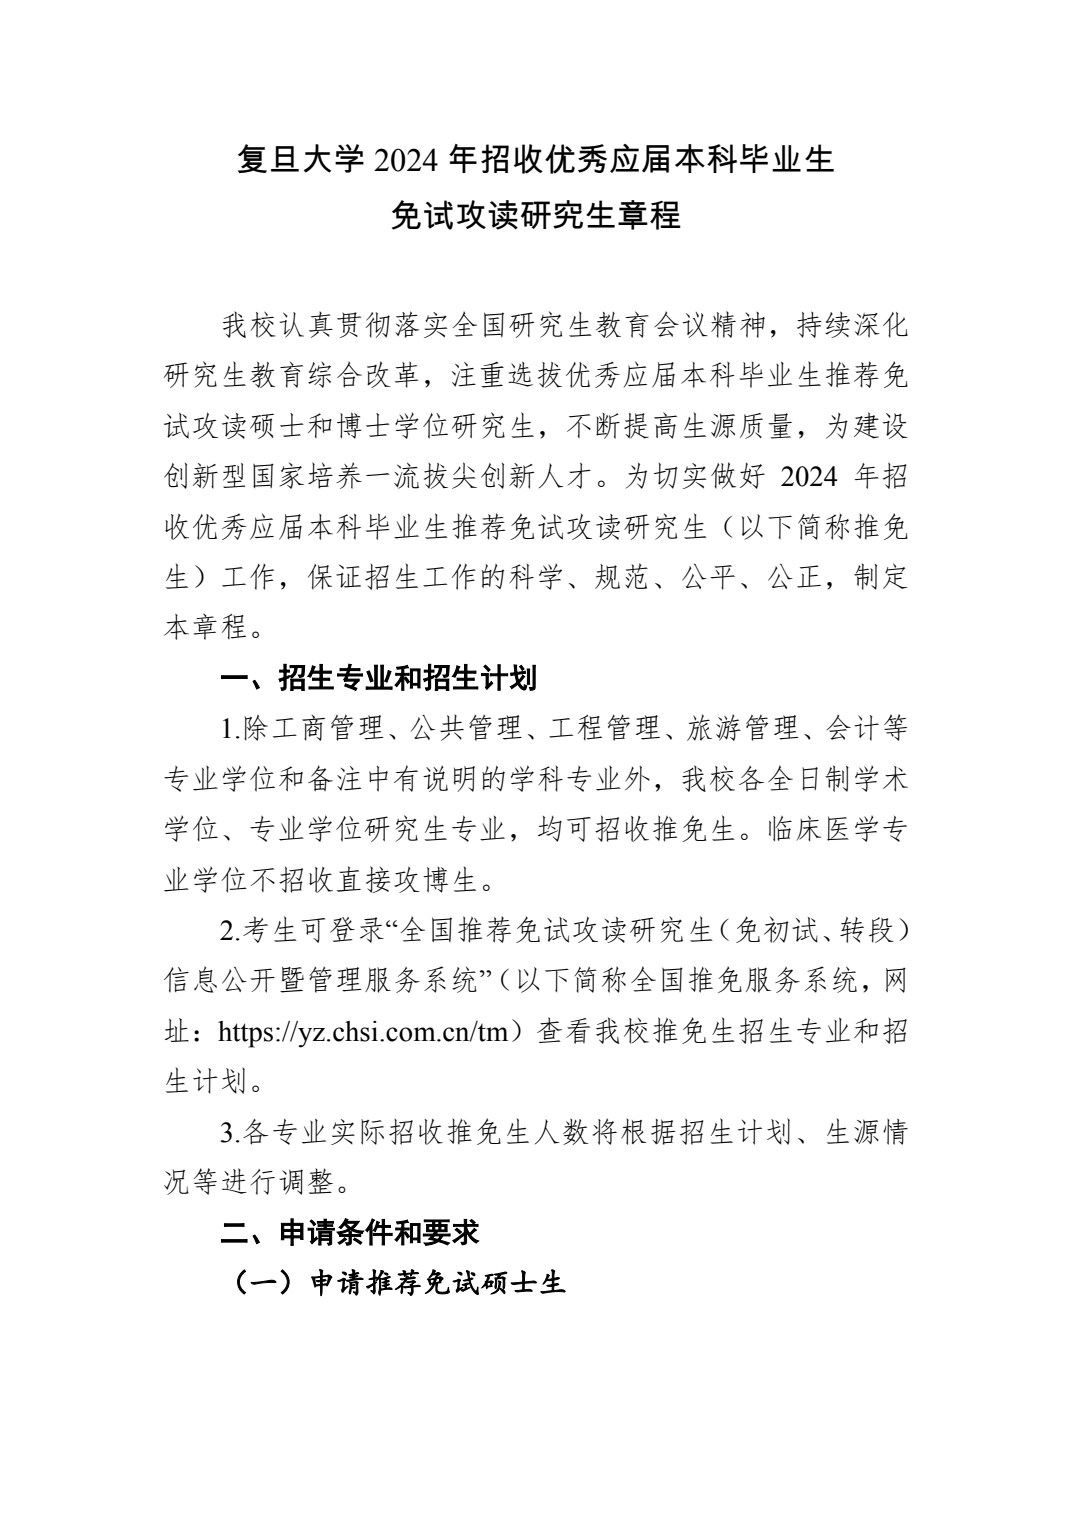 复旦大学 2024 年招收优秀应届本科毕业生
免试攻读研究生章程
我校认真贯彻落实全国研究生教育会议精神，持续深化
研究生教育综合改革，注重选拔优秀应届本科毕业生推荐免
试攻读硕士和博士学位研究生，不断提高生源质量，为建设
创新型国家培养一流拔尖创新人才。为切实做好 2024 年招
收优秀应届本科毕业生推荐免试攻读研究生（以下简称推免
生）工作，保证招生工作的科学、规范、公平、公正，制定
本章程。
一、招生专业和招生计划
1.除工商管理、公共管理、工程管理、旅游管理、会计等
专业学位和备注中有说明的学科专业外，我校各全日制学术
学位、专业学位研究生专业，均可招收推免生。临床医学专
业学位不招收直接攻博生。
2.考生可登录“全国推荐免试攻读研究生（免初试、转段）
信息公开暨管理服务系统”（以下简称全国推免服务系统，网
址：https://yz.chsi.com.cn/tm）查看我校推免生招生专业和招
生计划。
3.各专业实际招收推免生人数将根据招生计划、生源情
况等进行调整。
二、申请条件和要求
（一）申请推荐免试硕士生